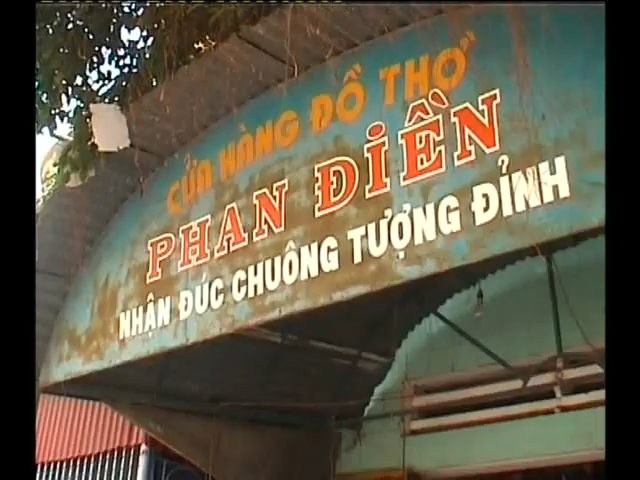 CỬA HÀNG ĐỒ THỜ
PHAN ĐIỀN
NHẬN ĐÚC CHUÔNG TƯỢNG ĐỈNH